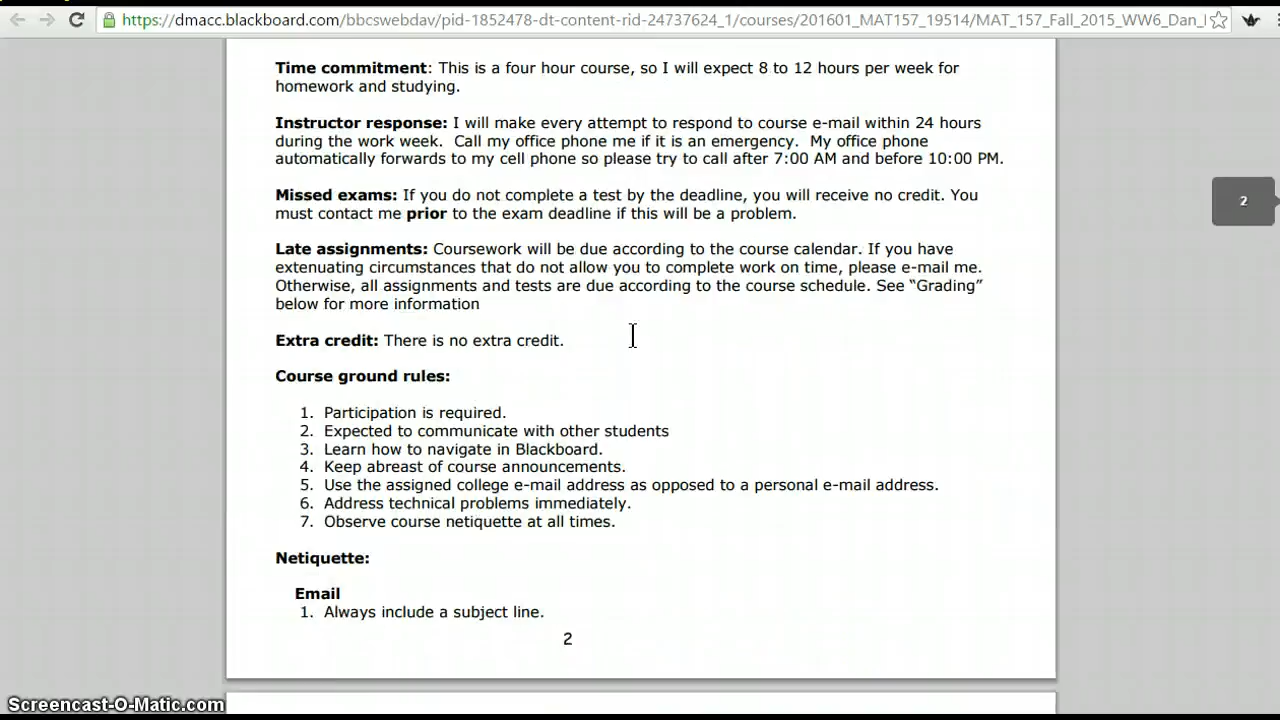 https://dmacc.blackboard.com/bbcswebdav/pid-1852478-dt-content-rid-24737624_1/courses/201601_MAT157_19514/MAT_157_Fall_2015_WW6_Dan_
Time commitment: This is a four hour course, so I will expect 8 to 12 hours per week for
homework and studying.
Instructor response: I will make every attempt to respond to course e-mail within 24 hours
during the work week. Call my office phone me if it is an emergency. My office phone
automatically forwards to my cell phone so please try to call after 7:00 AM and before 10:00 PM.
Missed exams: If you do not complete a test by the deadline, you will receive no credit. You
must contact me prior to the exam deadline if this will be a problem.
2
Late assignments: Coursework will be due according to the course calendar. If you have
extenuating circumstances that do not allow you to complete work on time, please e-mail me.
Otherwise, all assignments and tests are due according to the course schedule. See “Grading”
below for more information
Extra credit: There is no extra credit.
Course ground rules:
1. Participation is required.
2. Expected to communicate with other students
3. Learn how to navigate in Blackboard.
4. Keep abreast of course announcements.
5. Use the assigned college e-mail address as opposed to a personal e-mail address.
6. Address technical problems immediately.
7. Observe course netiquette at all times.
Netiquette:
Email
1. Always include a subject line.
2
Screencast-O-Matic.com